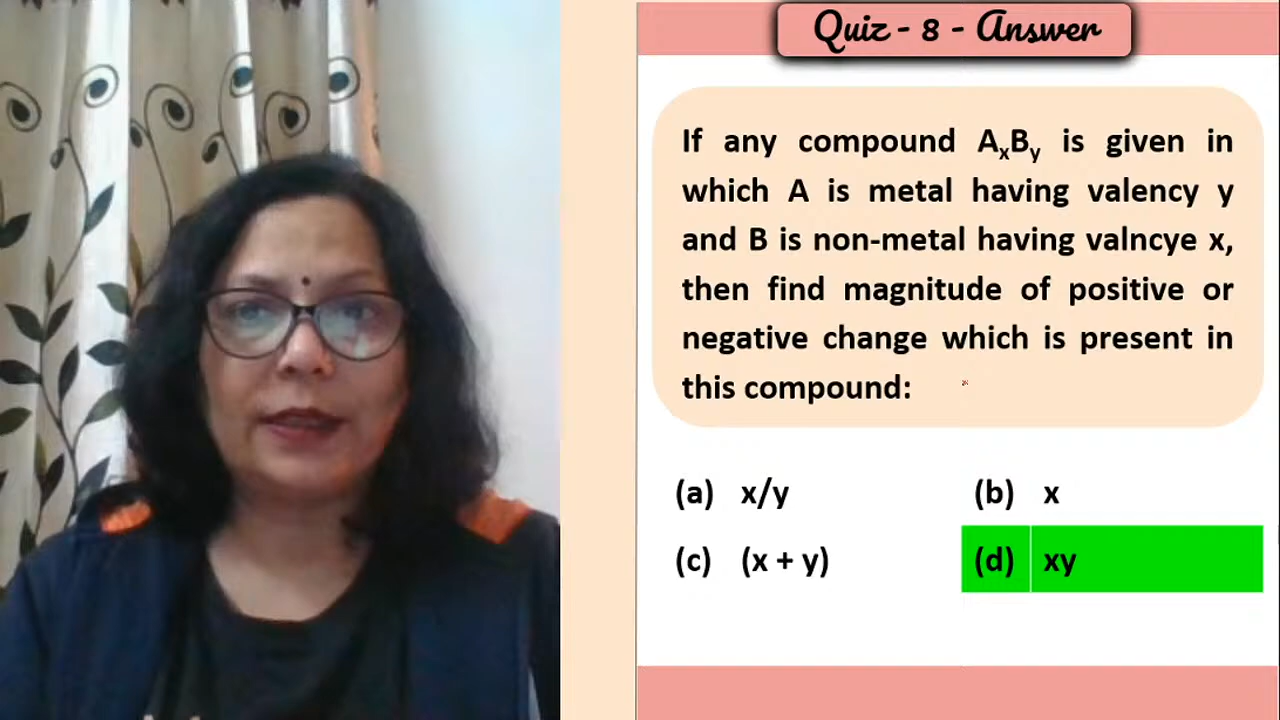 Quiz - 8 - Answer
If any compound AₓBᵧ is given in
which A is metal having valency y
and B is non-metal having valncye x,
then find magnitude of positive or
negative change which is present in
this compound:
(a) x/y (b) x
(c) (x + y) (d) xy